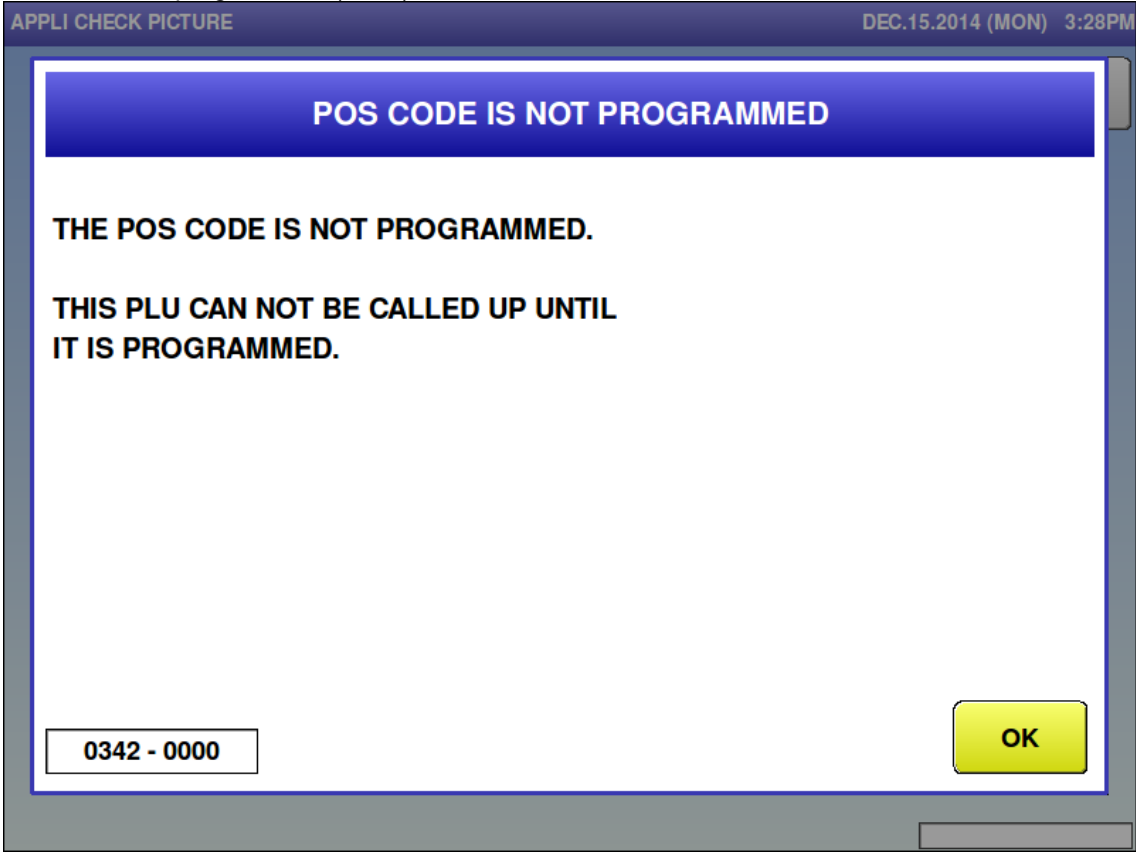 APPLI CHECK PICTURE DEC.15.2014 (MON) 3:28PM
POS CODE IS NOT PROGRAMMED
THE POS CODE IS NOT PROGRAMMED.
THIS PLU CAN NOT BE CALLED UP UNTIL
IT IS PROGRAMMED.
0342 - 0000
OK